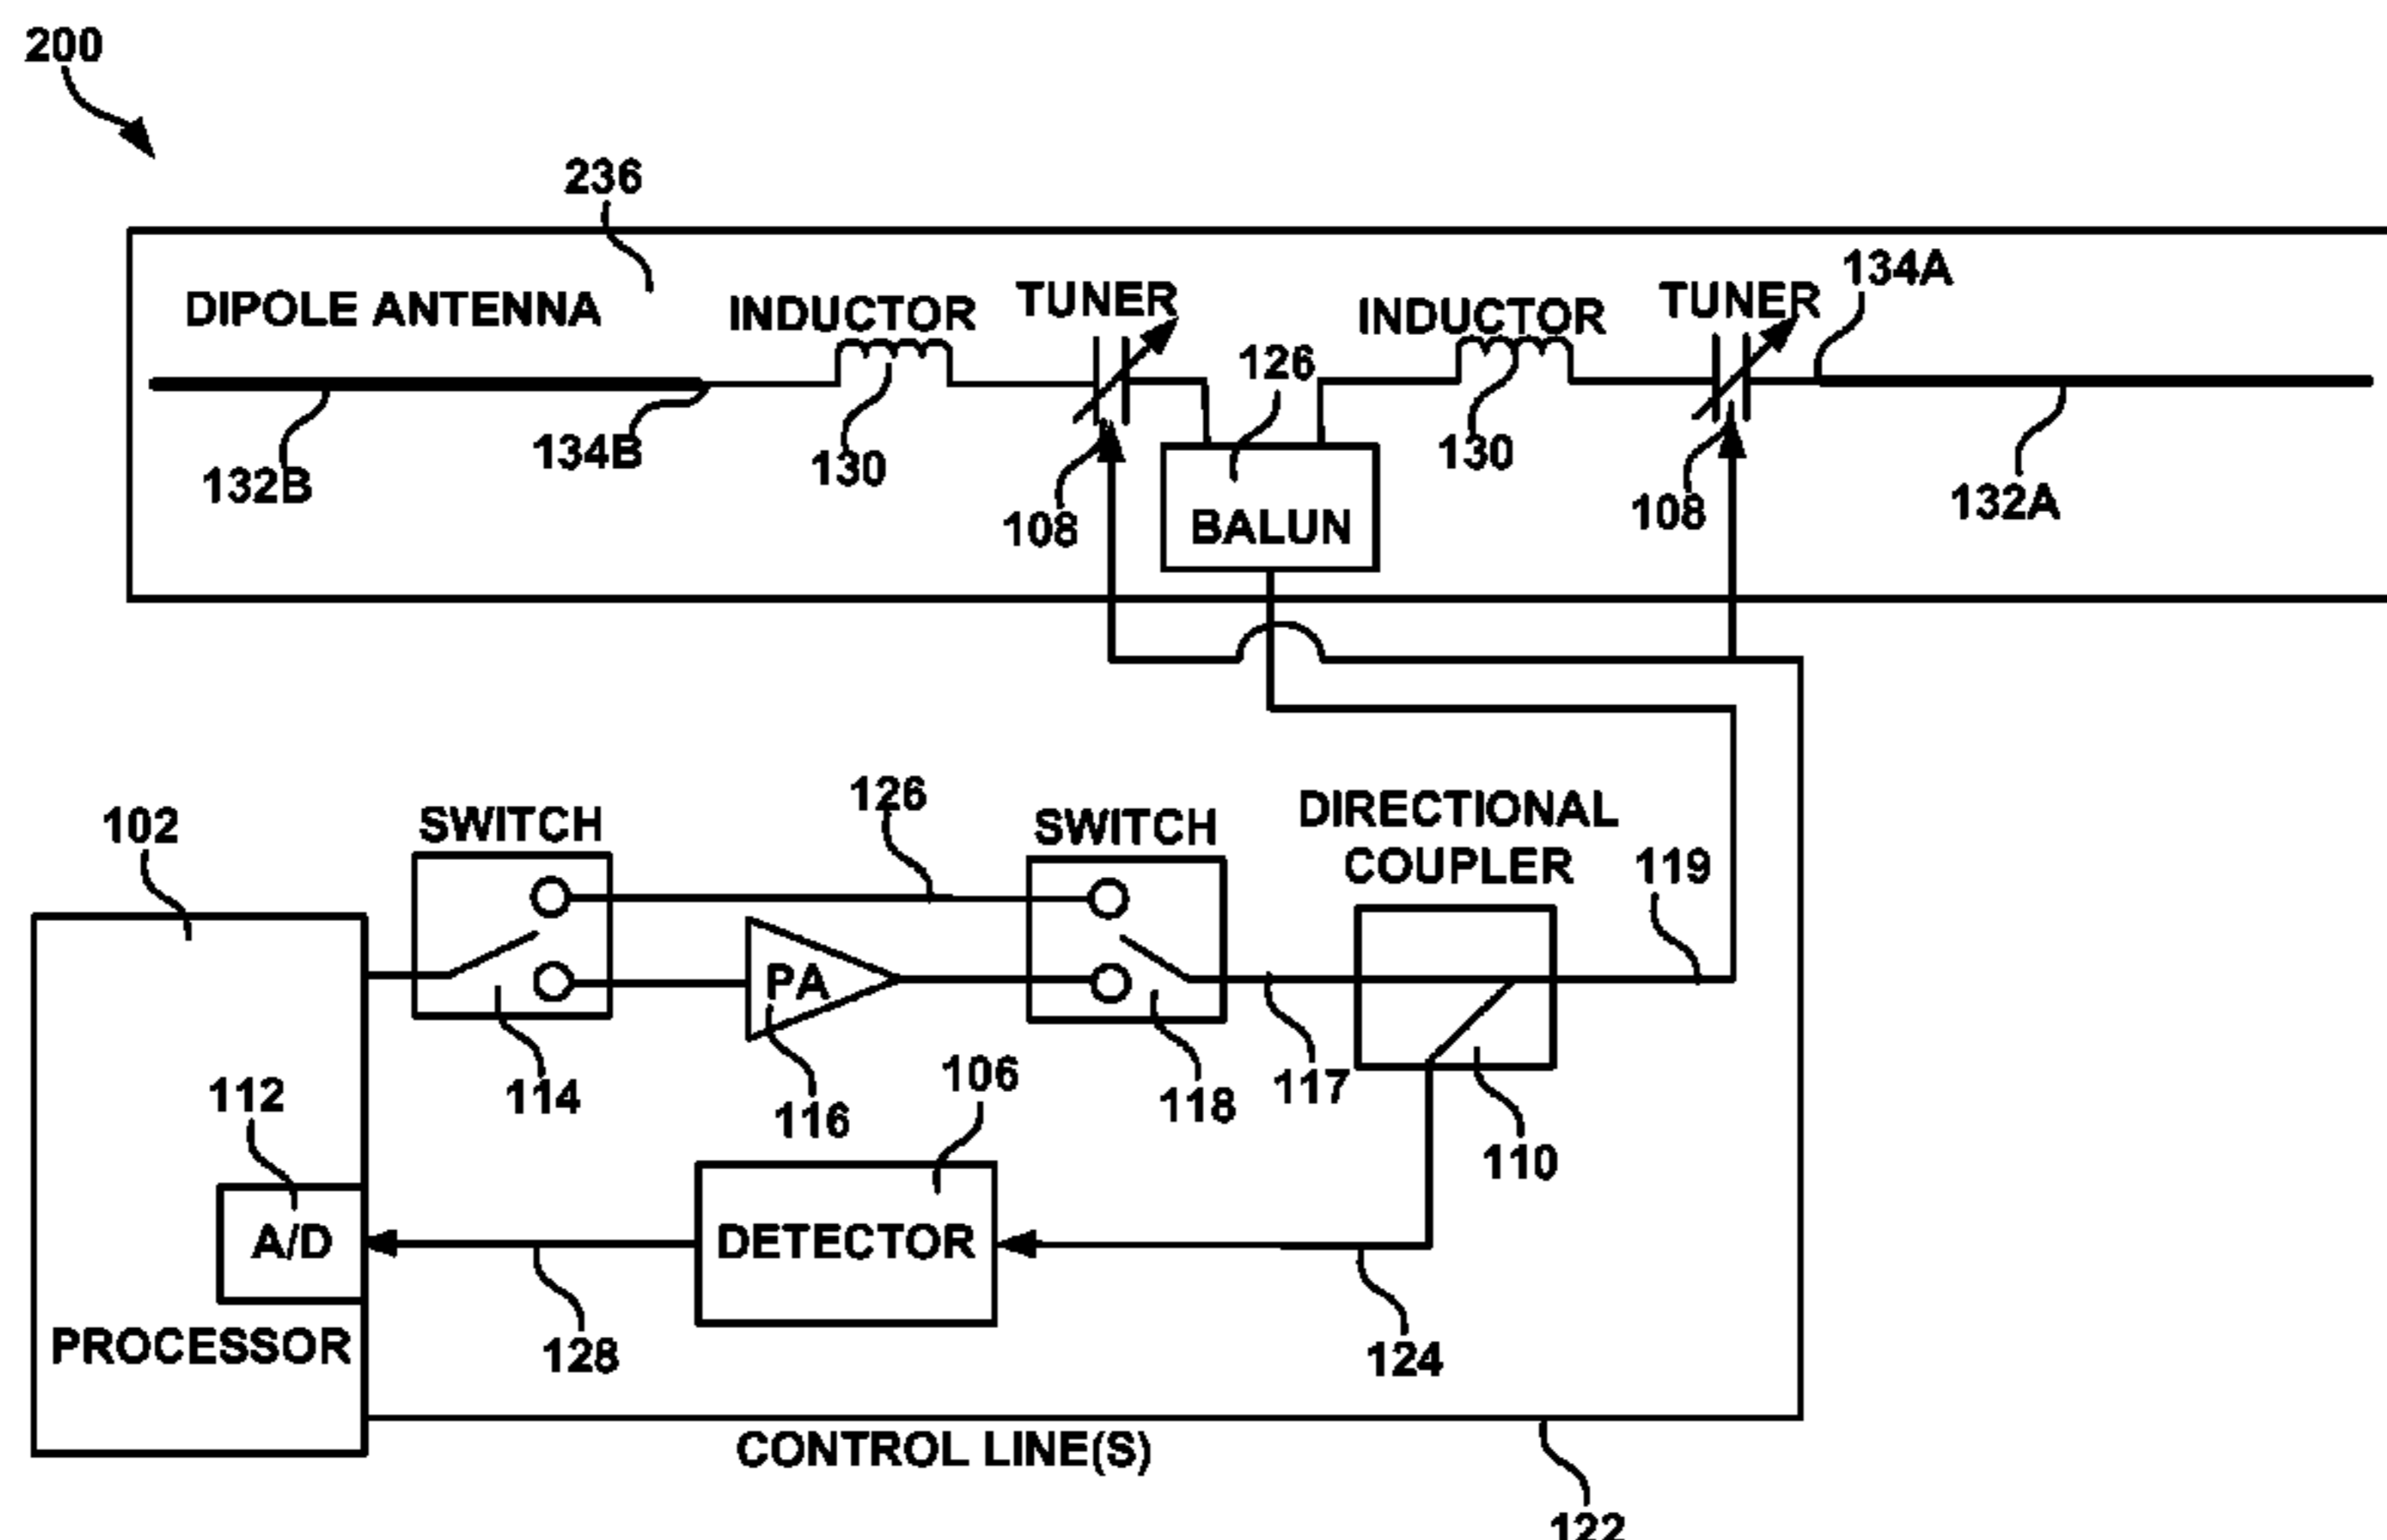 200
236
DIPOLE ANTENNA
INDUCTOR
TUNER
126
INDUCTOR
TUNER
134A
132B
134B
130
108
BALUN
130
108
132A
102
SWITCH
126
SWITCH
DIRECTIONAL
COUPLER
119
PA
114
116
106
118
117
110
112
A/D
DETECTOR
PROCESSOR
128
124
CONTROL LINE(S)
122